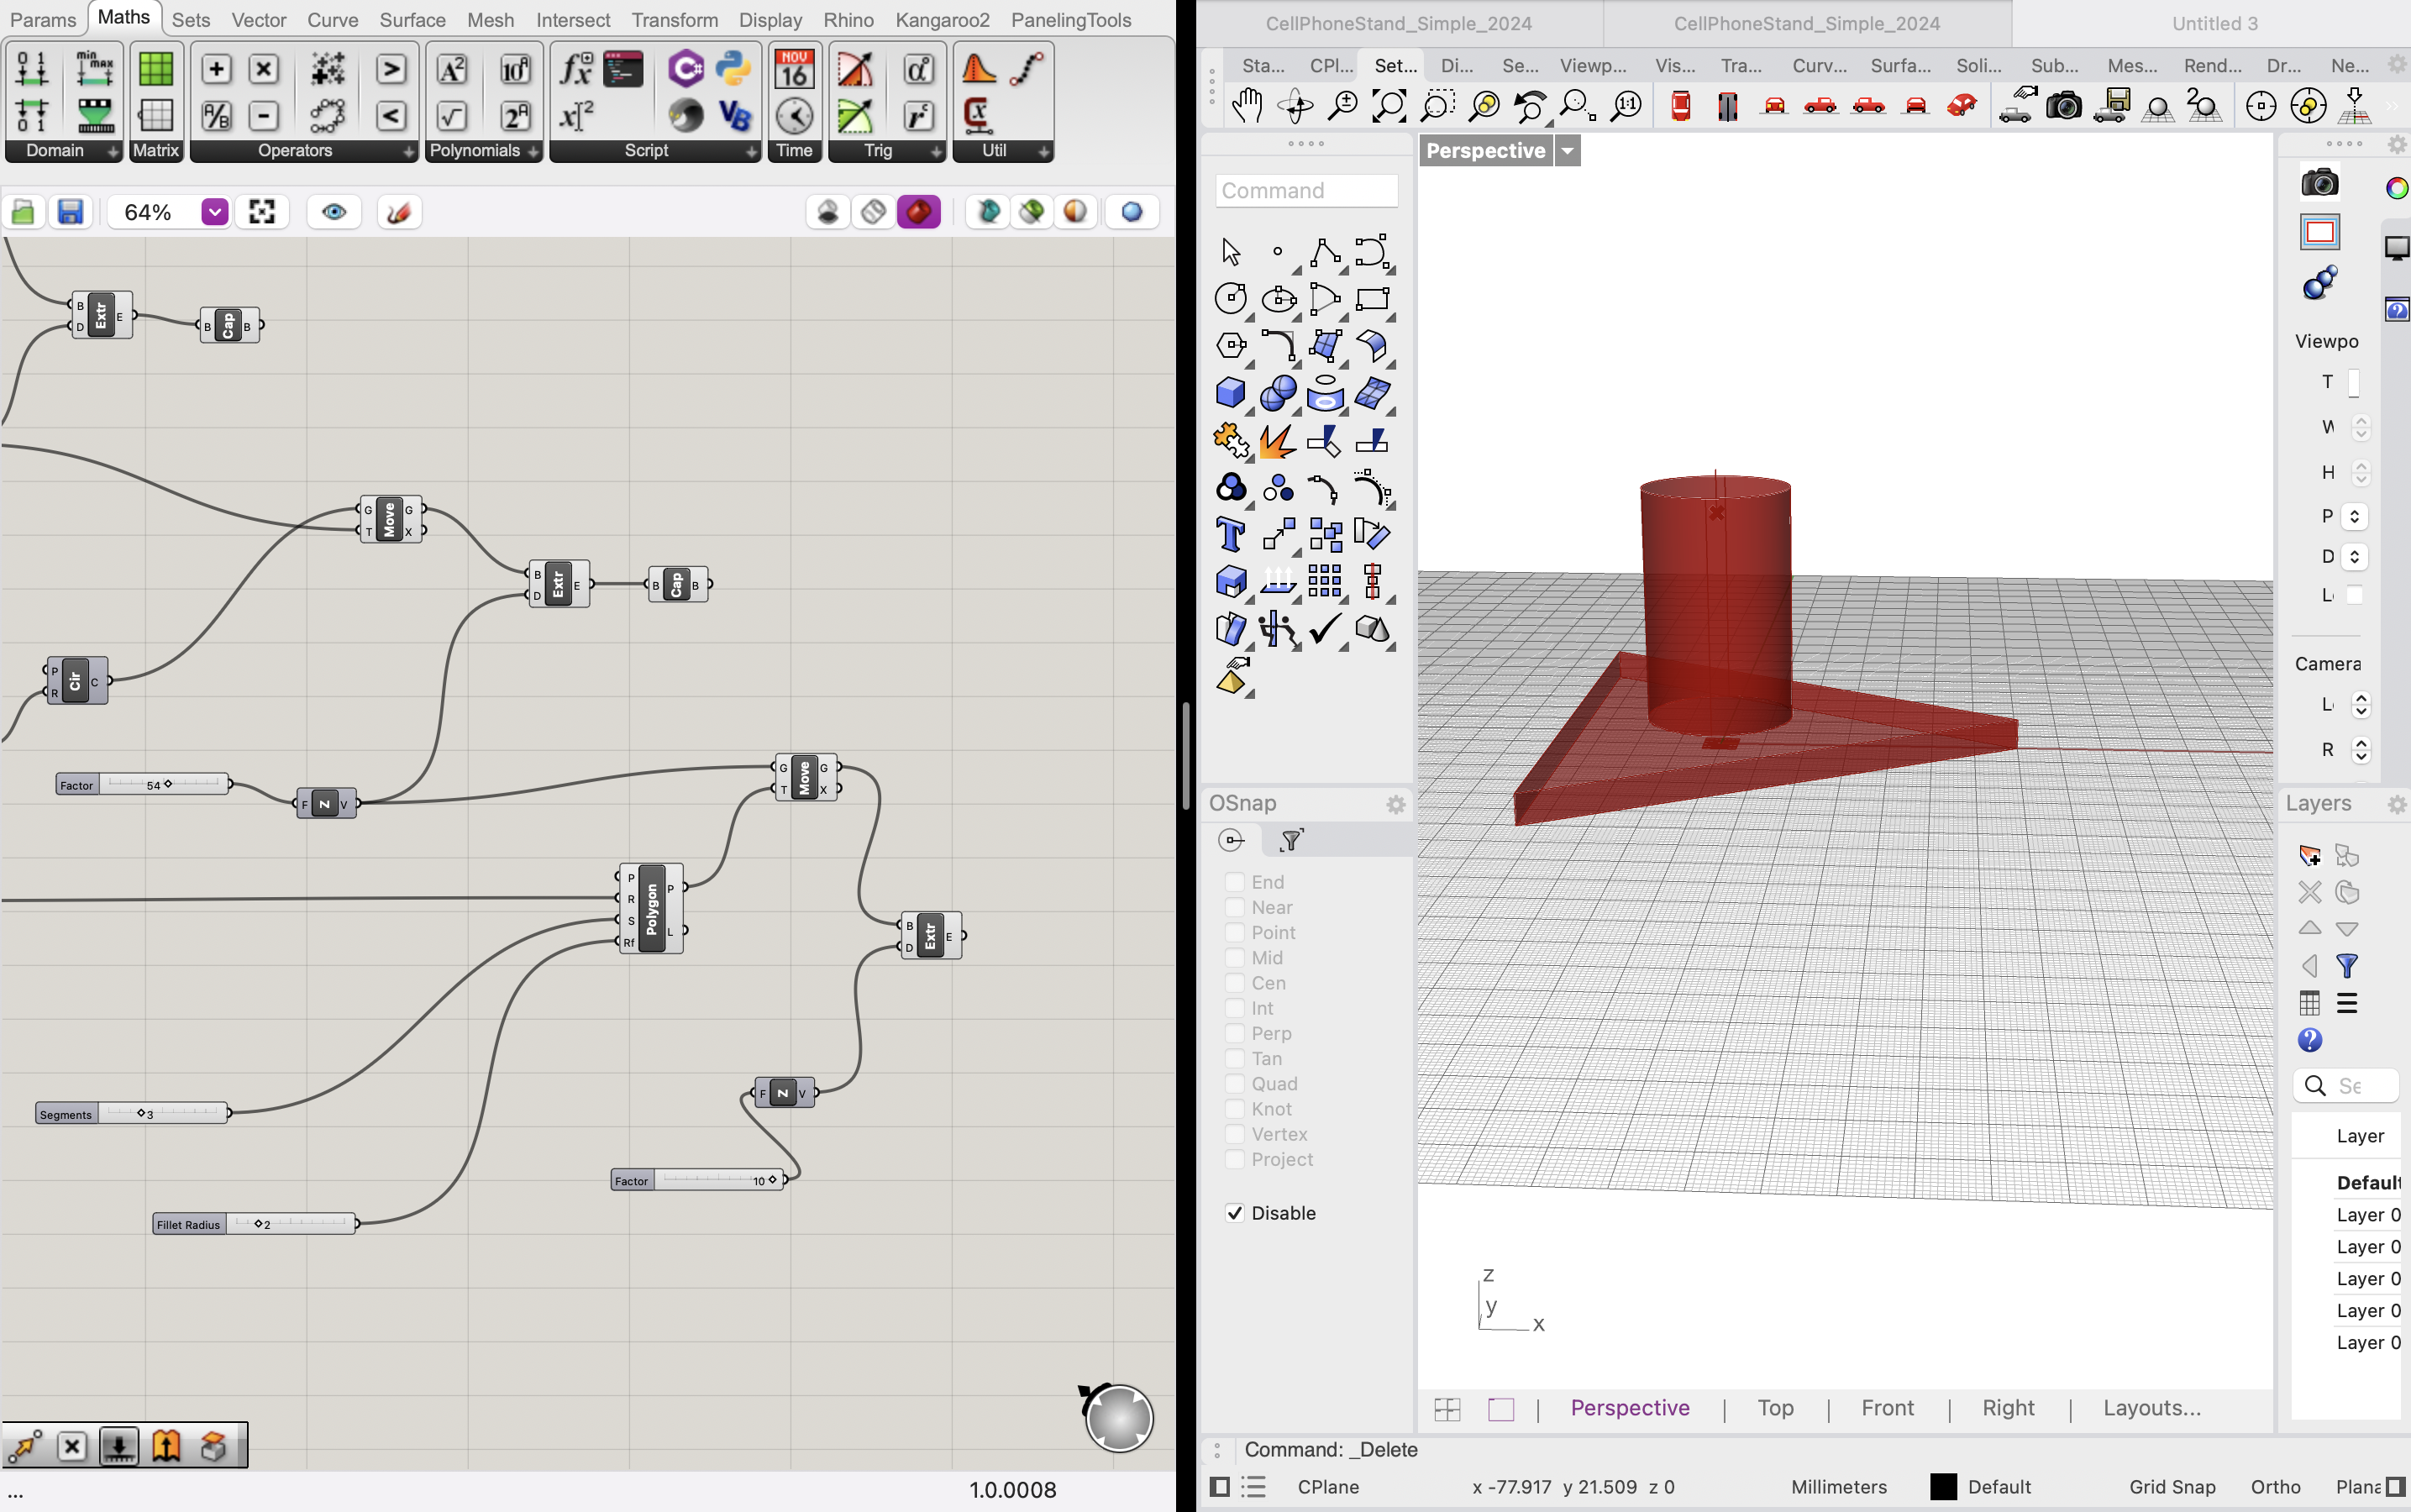 Params Maths Sets Vector Curve Surface Mesh Intersect Transform Display Rhino Kangaroo2 PanelingTools
Domain Matrix Operators Polynomials Script Time Trig Util
64%
B D Extr E
B Cap B
G T Move G X
B D Extr E
B Cap B
P R Cir C
Factor 54
F Z V
G T Move G X
P R S Rf Polygon P L
B D Extr E
F Z V
Segments 3
Factor 10
Fillet Radius 2
...
1.0.0008
CellPhoneStand_Simple_2024 CellPhoneStand_Simple_2024 Untitled 3
Sta... CPl... Set... Di... Se... Viewp... Vis... Tra... Curv... Surfa... Soli... Sub... Mes... Rend... Dr... Ne...
Command
Perspective
OSnap
End
Near
Point
Mid
Cen
Int
Perp
Tan
Quad
Knot
Vertex
Project
Disable
z
y
x
Perspective | Top | Front | Right | Layouts...
Command: _Delete
CPlane x -77.917 y 21.509 z 0 Millimeters Default Grid Snap Ortho Plana
Viewpo
T
W
H
P
D
Camera
R
Layers
Se
Layer
Default
Layer 0
Layer 0
Layer 0
Layer 0
Layer 0